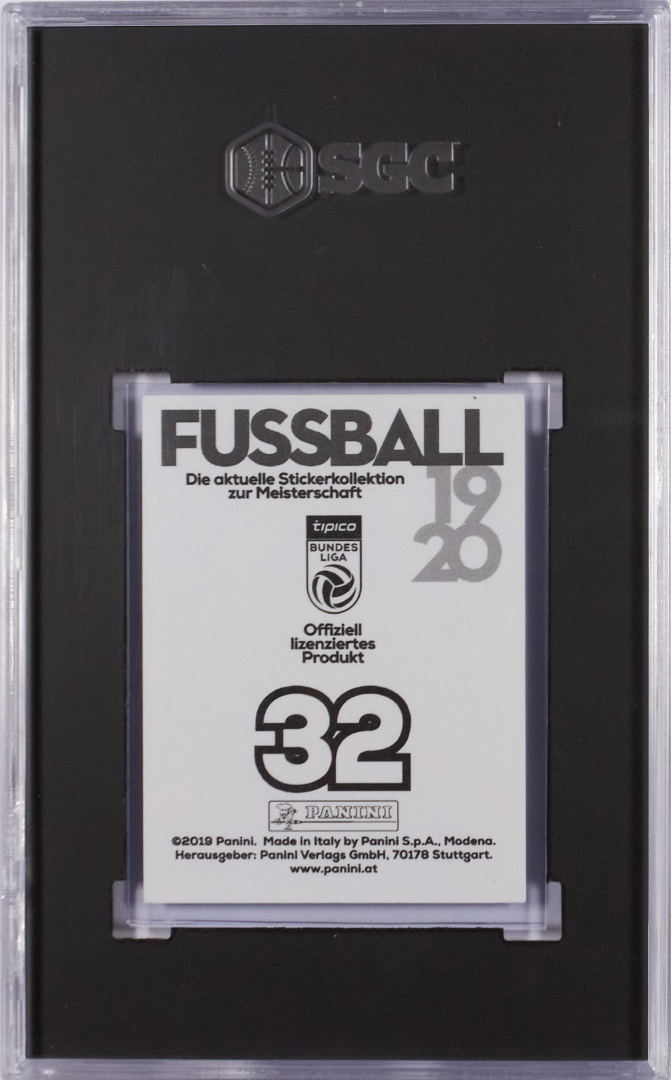 SGC
FUSSBALL
Die aktuelle Stickerkollektion
zur Meisterschaft
19
20
tipico
BUNDES
LIGA
Offiziell
lizenziertes
Produkt
32
PANINI
©2019 Panini. Made in Italy by Panini S.p.A., Modena.
Herausgeber: Panini Verlags GmbH, 70178 Stuttgart.
www.panini.at